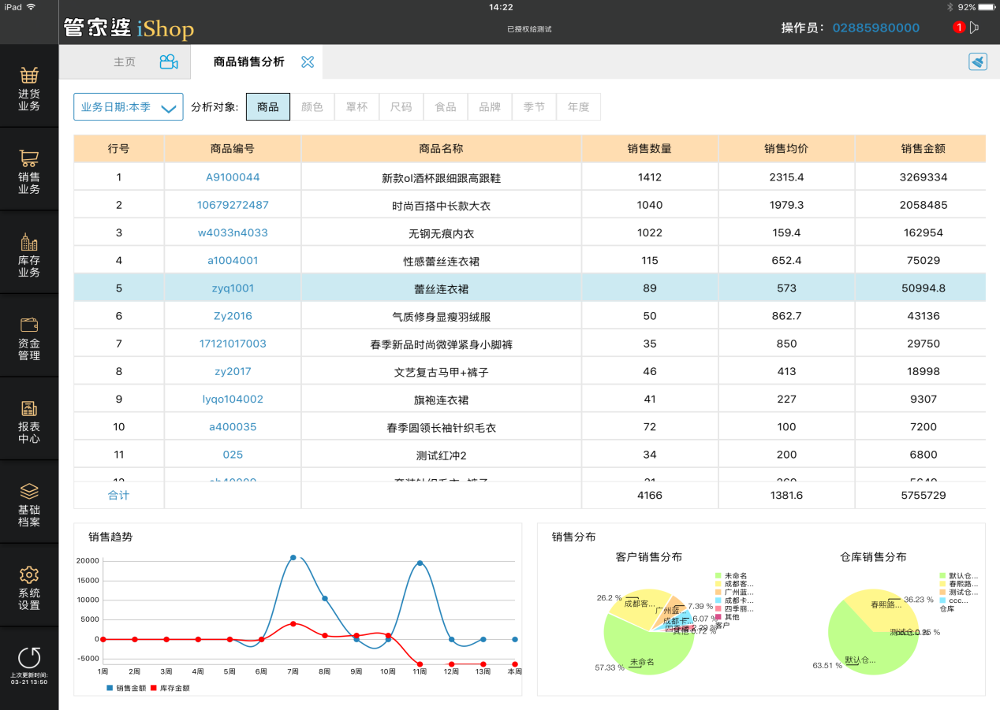 iPad 14:22 92%
管家婆 iShop 已授权给测试 操作员: 02885980000 1
主页 商品销售分析
进货
业务
销售
业务
库存
业务
资金
管理
报表
中心
基础
档案
系统
设置
上次更新时间:
03-21 13:50
业务日期:本季 分析对象: 商品 颜色 罩杯 尺码 食品 品牌 季节 年度
行号 商品编号 商品名称 销售数量 销售均价 销售金额
1 A9100044 新款ol酒杯跟细跟高跟鞋 1412 2315.4 3269334
2 10679272487 时尚百搭中长款大衣 1040 1979.3 2058485
3 w4033n4033 无钢无痕内衣 1022 159.4 162954
4 a1004001 性感蕾丝连衣裙 115 652.4 75029
5 zyq1001 蕾丝连衣裙 89 573 50994.8
6 Zy2016 气质修身显瘦羽绒服 50 862.7 43136
7 17121017003 春季新品时尚微弹紧身小脚裤 35 850 29750
8 zy2017 文艺复古马甲+裤子 46 413 18998
9 lyqo104002 旗袍连衣裙 41 227 9307
10 a400035 春季圆领长袖针织毛衣 72 100 7200
11 025 测试红冲2 34 200 6800
合计 4166 1381.6 5755729
销售趋势
20000
15000
10000
5000
0
-5000
1周 2周 3周 4周 5周 6周 7周 8周 9周 10周 11周 12周 13周 本周
销售金额 库存金额
销售分布
客户销售分布
未命名
成都客...
广州蓝...
成都卡...
四季丽...
其他
客户
26.2 % 成都客...
广州蓝... 7.39 %
成都卡... 6.07 %
2.29 %
其他 0.72 %
未命名
57.33 %
仓库销售分布
默认仓...
春熙路...
测试仓...
ccc...
仓库
春熙路... 36.23 %
默认仓...
63.51 %